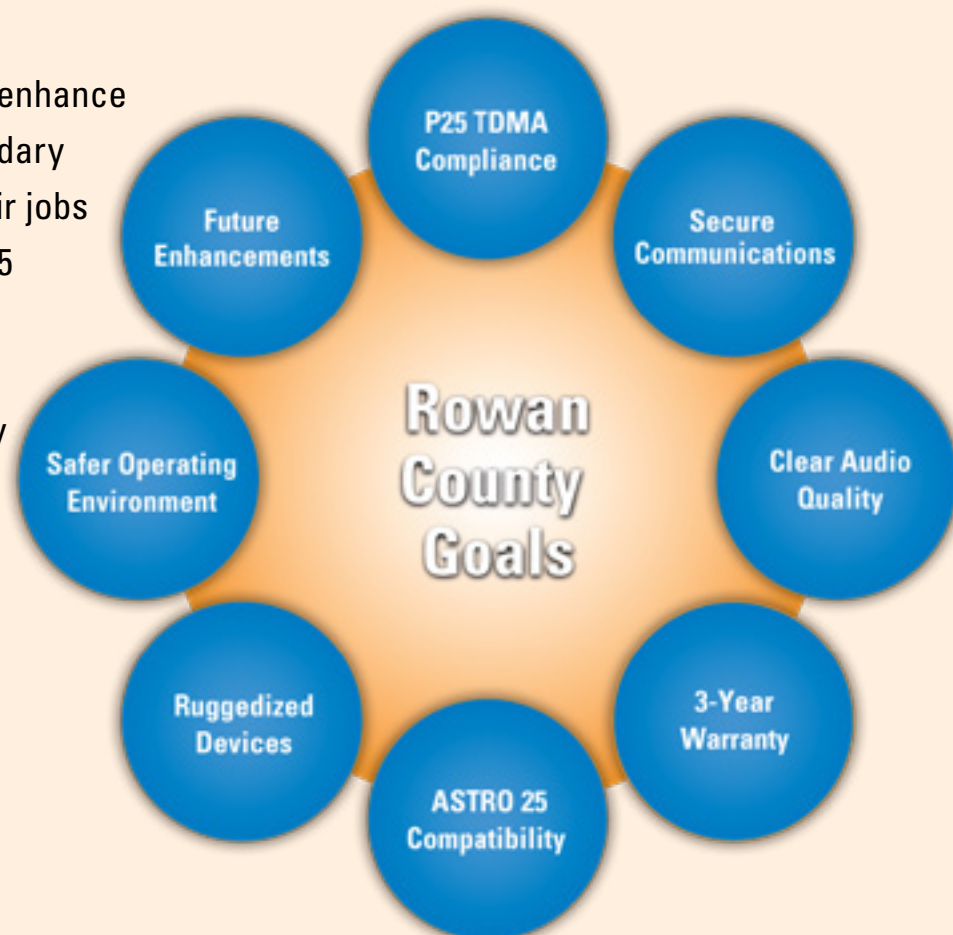 enhance
dary
ir jobs
5
y
P25 TDMA
Compliance
Secure
Communications
Clear Audio
Quality
3-Year
Warranty
ASTRO 25
Compatibility
Ruggedized
Devices
Safer Operating
Environment
Future
Enhancements
Rowan
County
Goals